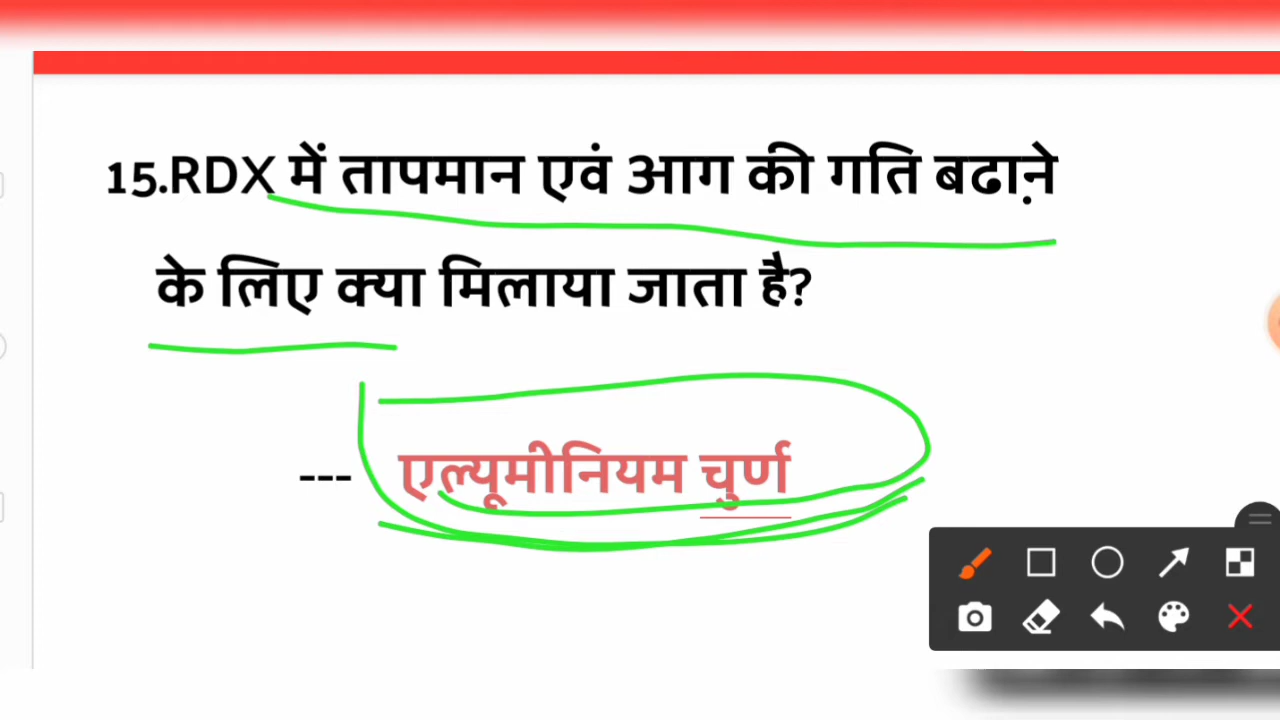 15.RDX में तापमान एवं आग की गति बढाऩे
के लिए क्या मिलाया जाता है?
--- एल्यूमीनियम चुर्ण